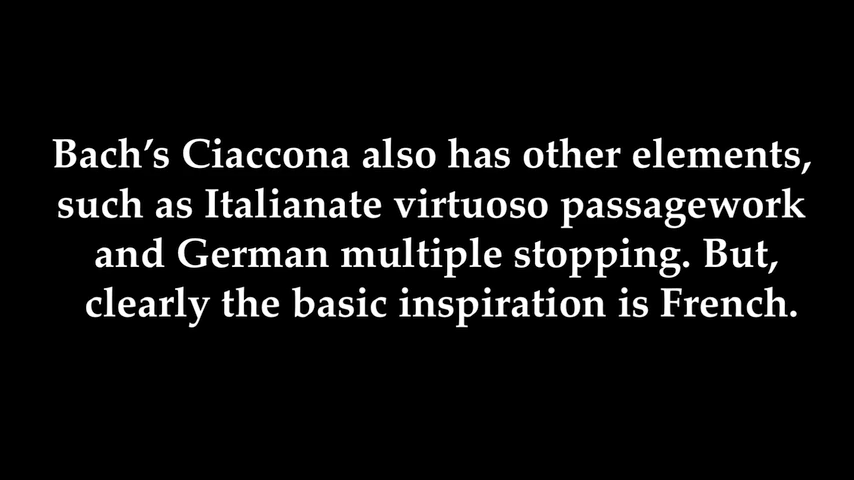 Bach’s Ciaccona also has other elements,
such as Italianate virtuoso passagework
and German multiple stopping. But,
clearly the basic inspiration is French.